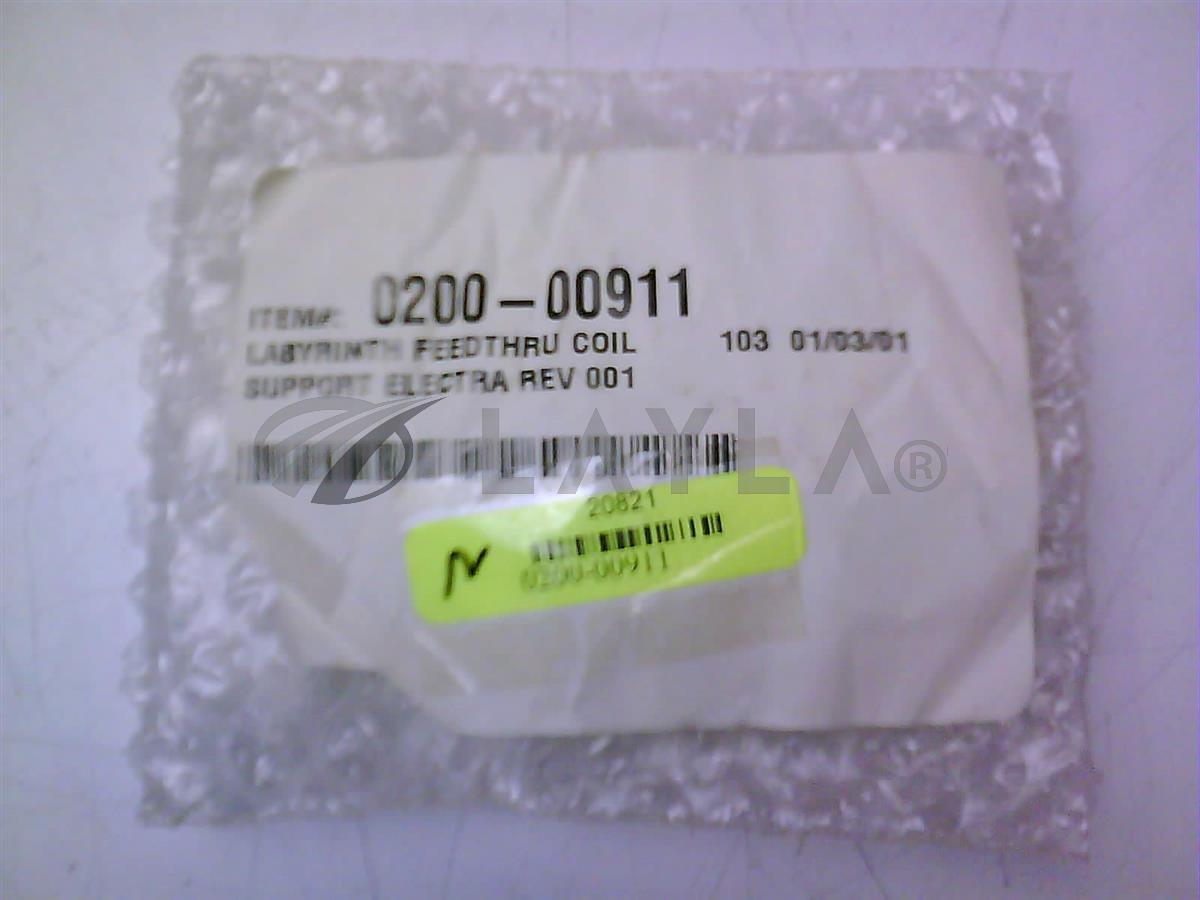 ITEM#: 0200-00911
LABYRINTH FEEDTHRU COIL 103 01/03/01
SUPPORT ELECTRA REV 001
LAYLA®
20821
N
0200-00911